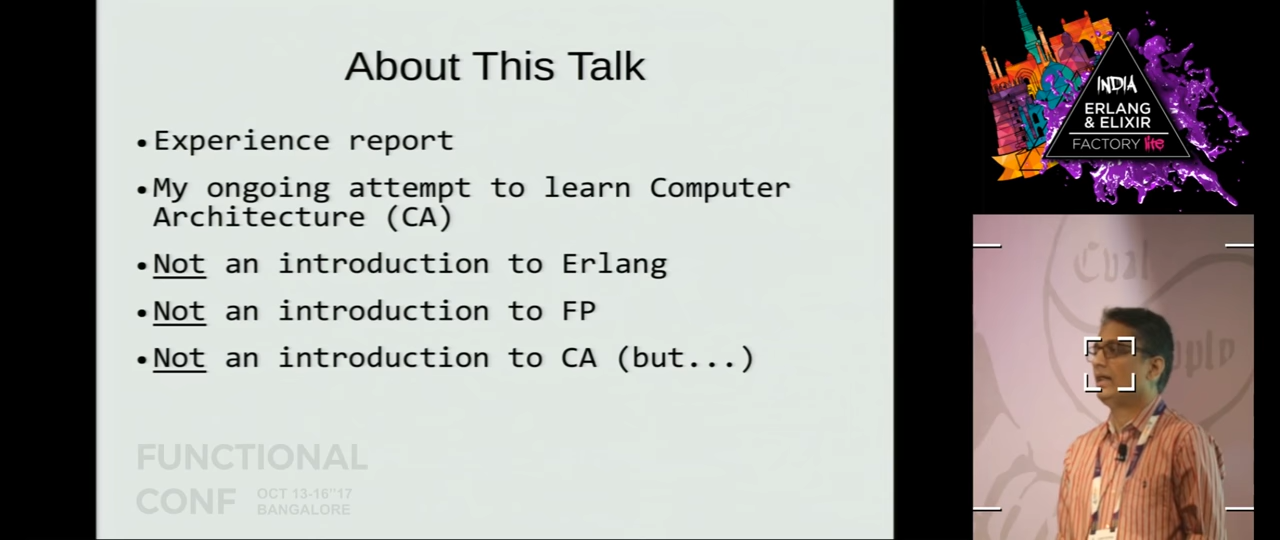 About This Talk
•Experience report
•My ongoing attempt to learn Computer
Architecture (CA)
•Not an introduction to Erlang
•Not an introduction to FP
•Not an introduction to CA (but...)
FUNCTIONAL
CONF OCT 13-16"17
BANGALORE
INDIA
ERLANG
& ELIXIR
FACTORY lite